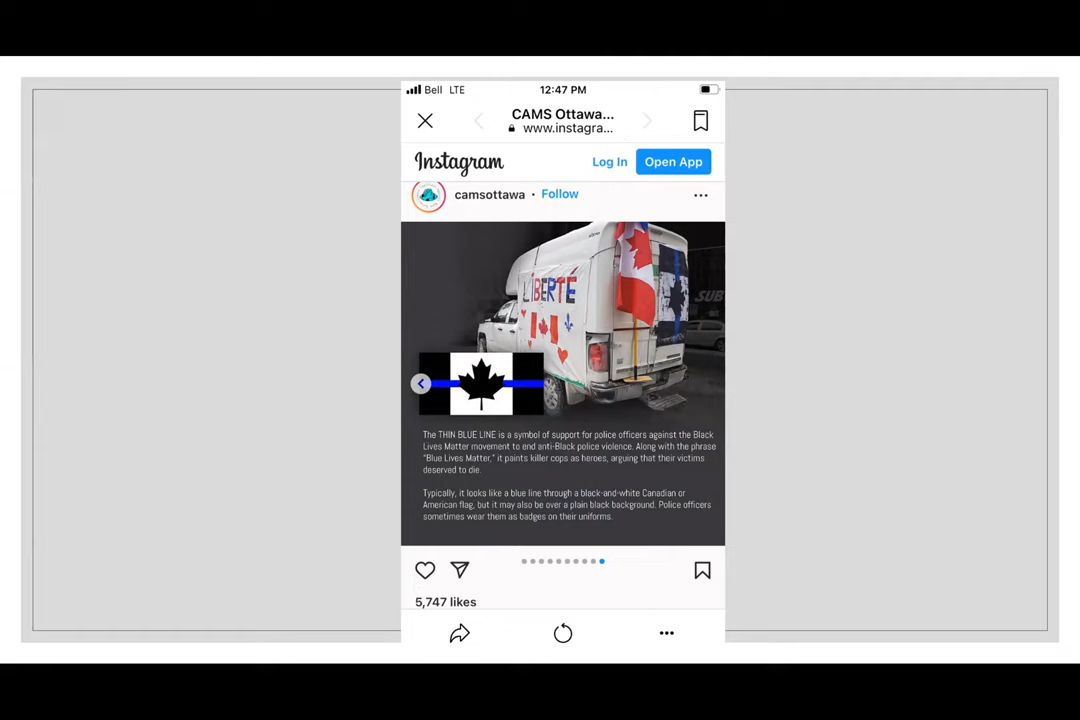 Bell LTE 12:47 PM
CAMS Ottawa...
www.instagra...
Instagram Log In Open App
camsottawa · Follow
LIBERTÉ
SUB
The THIN BLUE LINE is a symbol of support for police officers against the Black
Lives Matter movement to end anti-Black police violence. Along with the phrase
"Blue Lives Matter," it paints killer cops as heroes, arguing that their victims
deserved to die.
Typically, it looks like a blue line through a black-and-white Canadian or
American flag, but it may also be over a plain black background. Police officers
sometimes wear them as badges on their uniforms.
5,747 likes